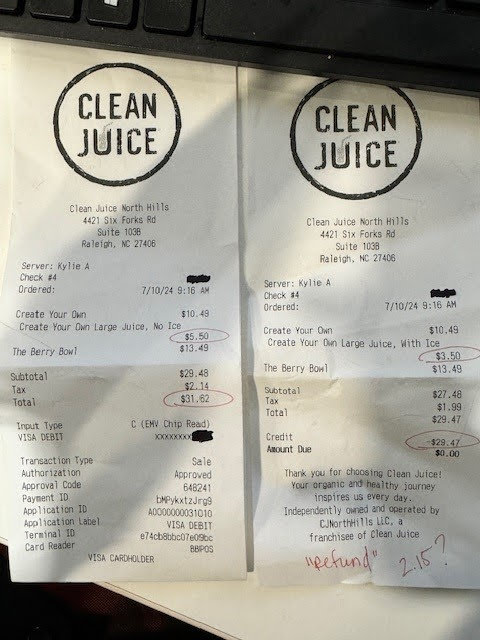 CLEAN
JUICE
Clean Juice North Hills
4421 Six Forks Rd
Suite 103B
Raleigh, NC 27406
Server: Kylie A
Check #4
Ordered: 7/10/24 9:16 AM
Create Your Own $10.49
Create Your Own Large Juice, No Ice
$5.50
The Berry Bowl $13.49
Subtotal $29.48
Tax $2.14
Total $31.62
Input Type C (EMV Chip Read)
VISA DEBIT xxxxxxxx
Transaction Type Sale
Authorization Approved
Approval Code 648241
Payment ID bMPykxtzJrg9
Application ID A0000000031010
Application Label VISA DEBIT
Terminal ID e74cb8bbc07e09bc
Card Reader BBPOS
VISA CARDHOLDER
CLEAN
JUICE
Clean Juice North Hills
4421 Six Forks Rd
Suite 103B
Raleigh, NC 27406
Server: Kylie A
Check #4
Ordered: 7/10/24 9:16 AM
Create Your Own $10.49
Create Your Own Large Juice, With Ice
$3.50
The Berry Bowl $13.49
Subtotal $27.48
Tax $1.99
Total $29.47
Credit -$29.47
Amount Due $0.00
Thank you for choosing Clean Juice!
Your organic and healthy journey
inspires us every day.
Independently owned and operated by
CJNorthHills LLC, a
franchisee of Clean Juice
"Refund" 2.15?